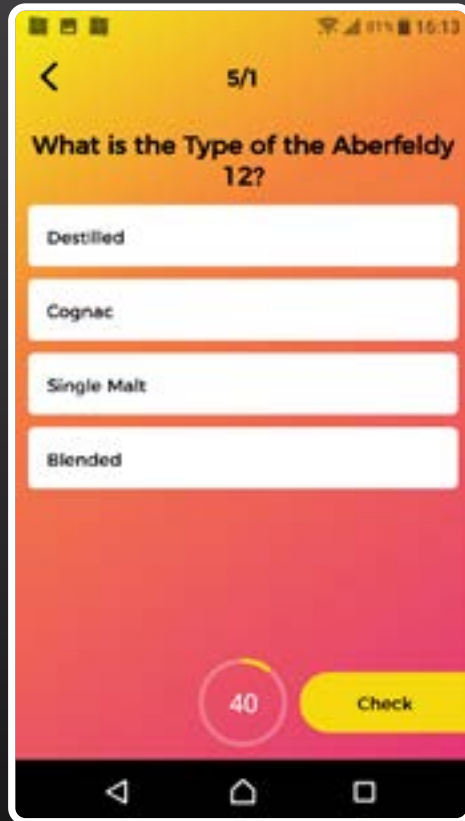 81% 16:13
5/1
What is the Type of the Aberfeldy
12?
Destilled
Cognac
Single Malt
Blended
40
Check